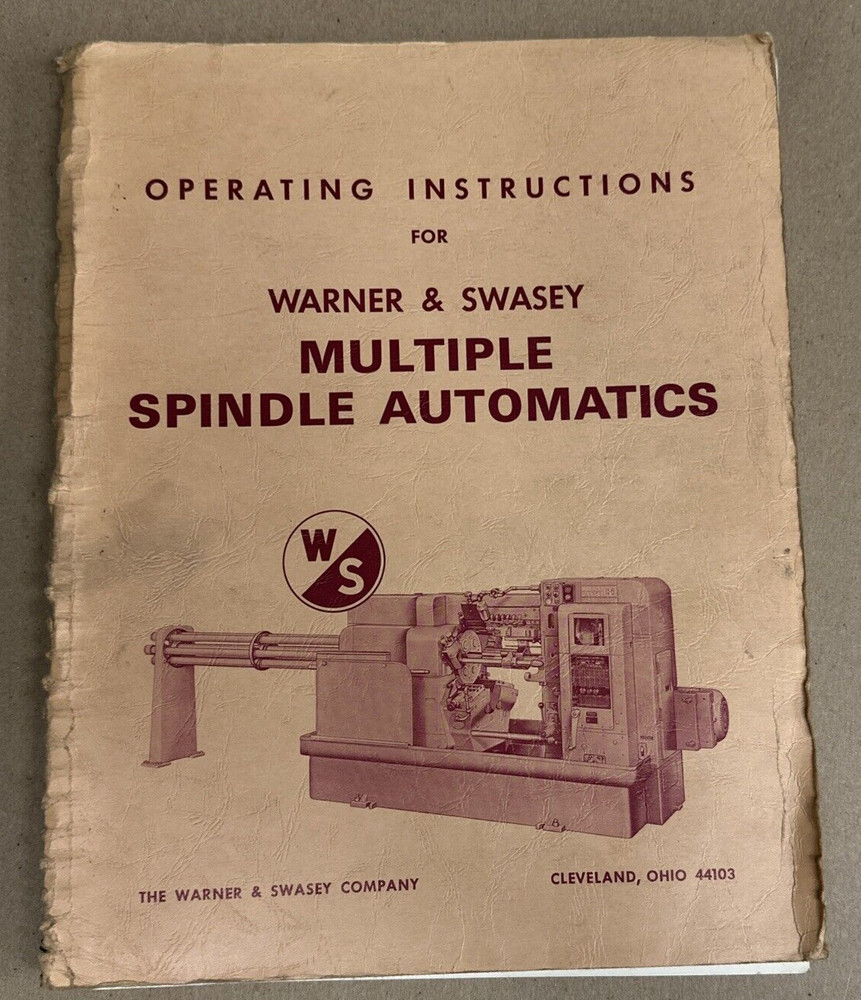 OPERATING INSTRUCTIONS
FOR
WARNER & SWASEY
MULTIPLE
SPINDLE AUTOMATICS
W
S
THE WARNER & SWASEY COMPANY
CLEVELAND, OHIO 44103